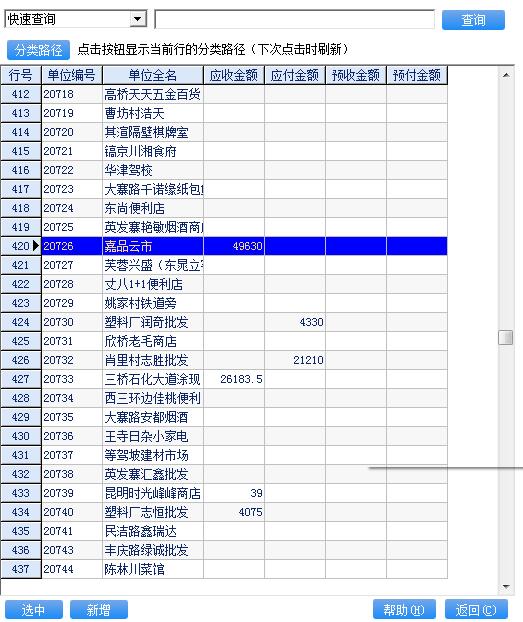 快速查询 查询
分类路径 点击按钮显示当前行的分类路径（下次点击时刷新）
行号 单位编号 单位全名 应收金额 应付金额 预收金额 预付金额
412 20718 高桥天天五金百货
413 20719 曹坊村浩天
414 20720 其渲隔壁棋牌室
415 20721 镐京川湘食府
416 20722 华津驾校
417 20723 大寨路千诺缘纸包
418 20724 东尚便利店
419 20725 英发寨艳敏烟酒商
420 20726 嘉品云市 49630
421 20727 芙蓉兴盛（东晁立
422 20728 丈八1+1便利店
423 20729 姚家村铁道旁
424 20730 塑料厂润奇批发 4330
425 20731 欣桥老毛商店
426 20732 肖里村志胜批发 21210
427 20733 三桥石化大道涂现 26183.5
428 20734 西三环边佳桃便利
429 20735 大寨路安都烟酒
430 20736 王寺日杂小家电
431 20737 等驾坡建材市场
432 20738 英发寨汇鑫批发
433 20739 昆明时光峰峰商店 39
434 20740 塑料厂志恒批发 4075
435 20741 民洁路鑫瑞达
436 20743 丰庆路绿诚批发
437 20744 陈林川菜馆
选中 新增 帮助(H) 返回(C)